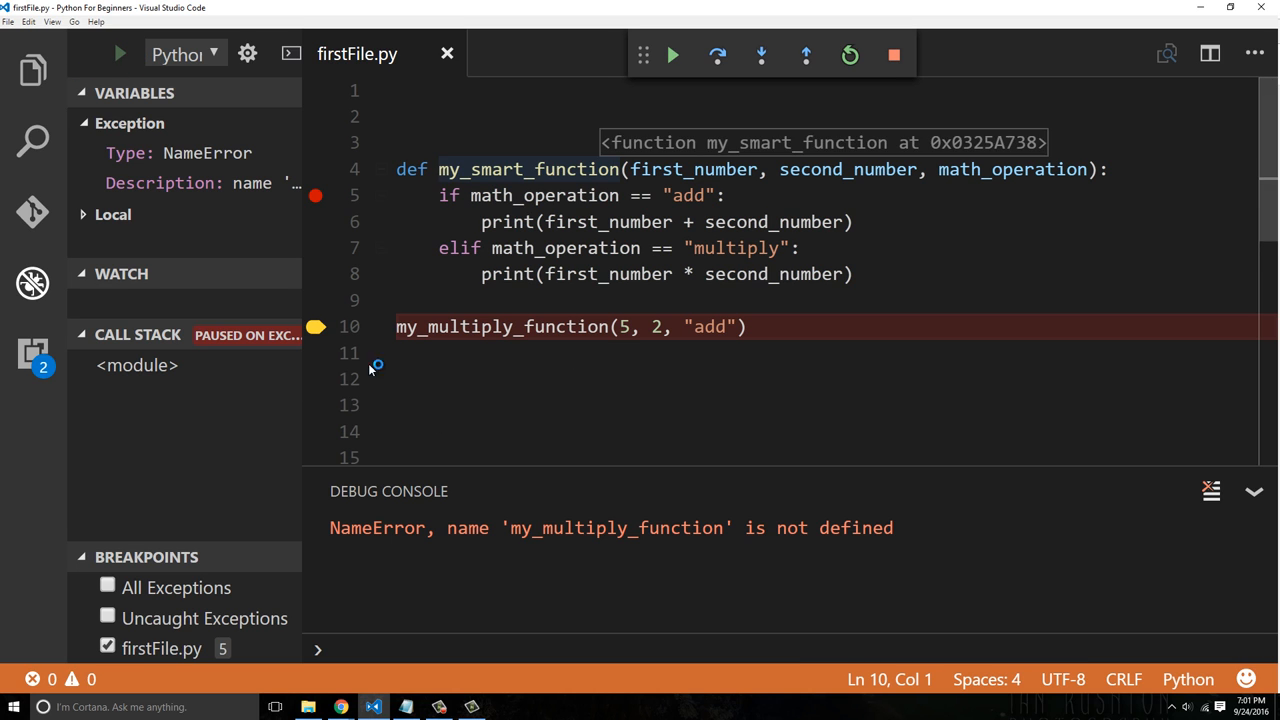 firstFile.py - Python For Beginners - Visual Studio Code
File Edit View Go Help
Pythor
firstFile.py
VARIABLES
Exception
Type: NameError
Description: name '...
Local
WATCH
CALL STACK PAUSED ON EXC...
<module>
BREAKPOINTS
All Exceptions
Uncaught Exceptions
firstFile.py 5
2
1
2
3 <function my_smart_function at 0x0325A738>
4 def my_smart_function(first_number, second_number, math_operation):
5 if math_operation == "add":
6 print(first_number + second_number)
7 elif math_operation == "multiply":
8 print(first_number * second_number)
9
10 my_multiply_function(5, 2, "add")
11
12
13
14
15
DEBUG CONSOLE
NameError, name 'my_multiply_function' is not defined
0 0 Ln 10, Col 1 Spaces: 4 UTF-8 CRLF Python
I'm Cortana. Ask me anything.
7:01 PM
9/24/2016